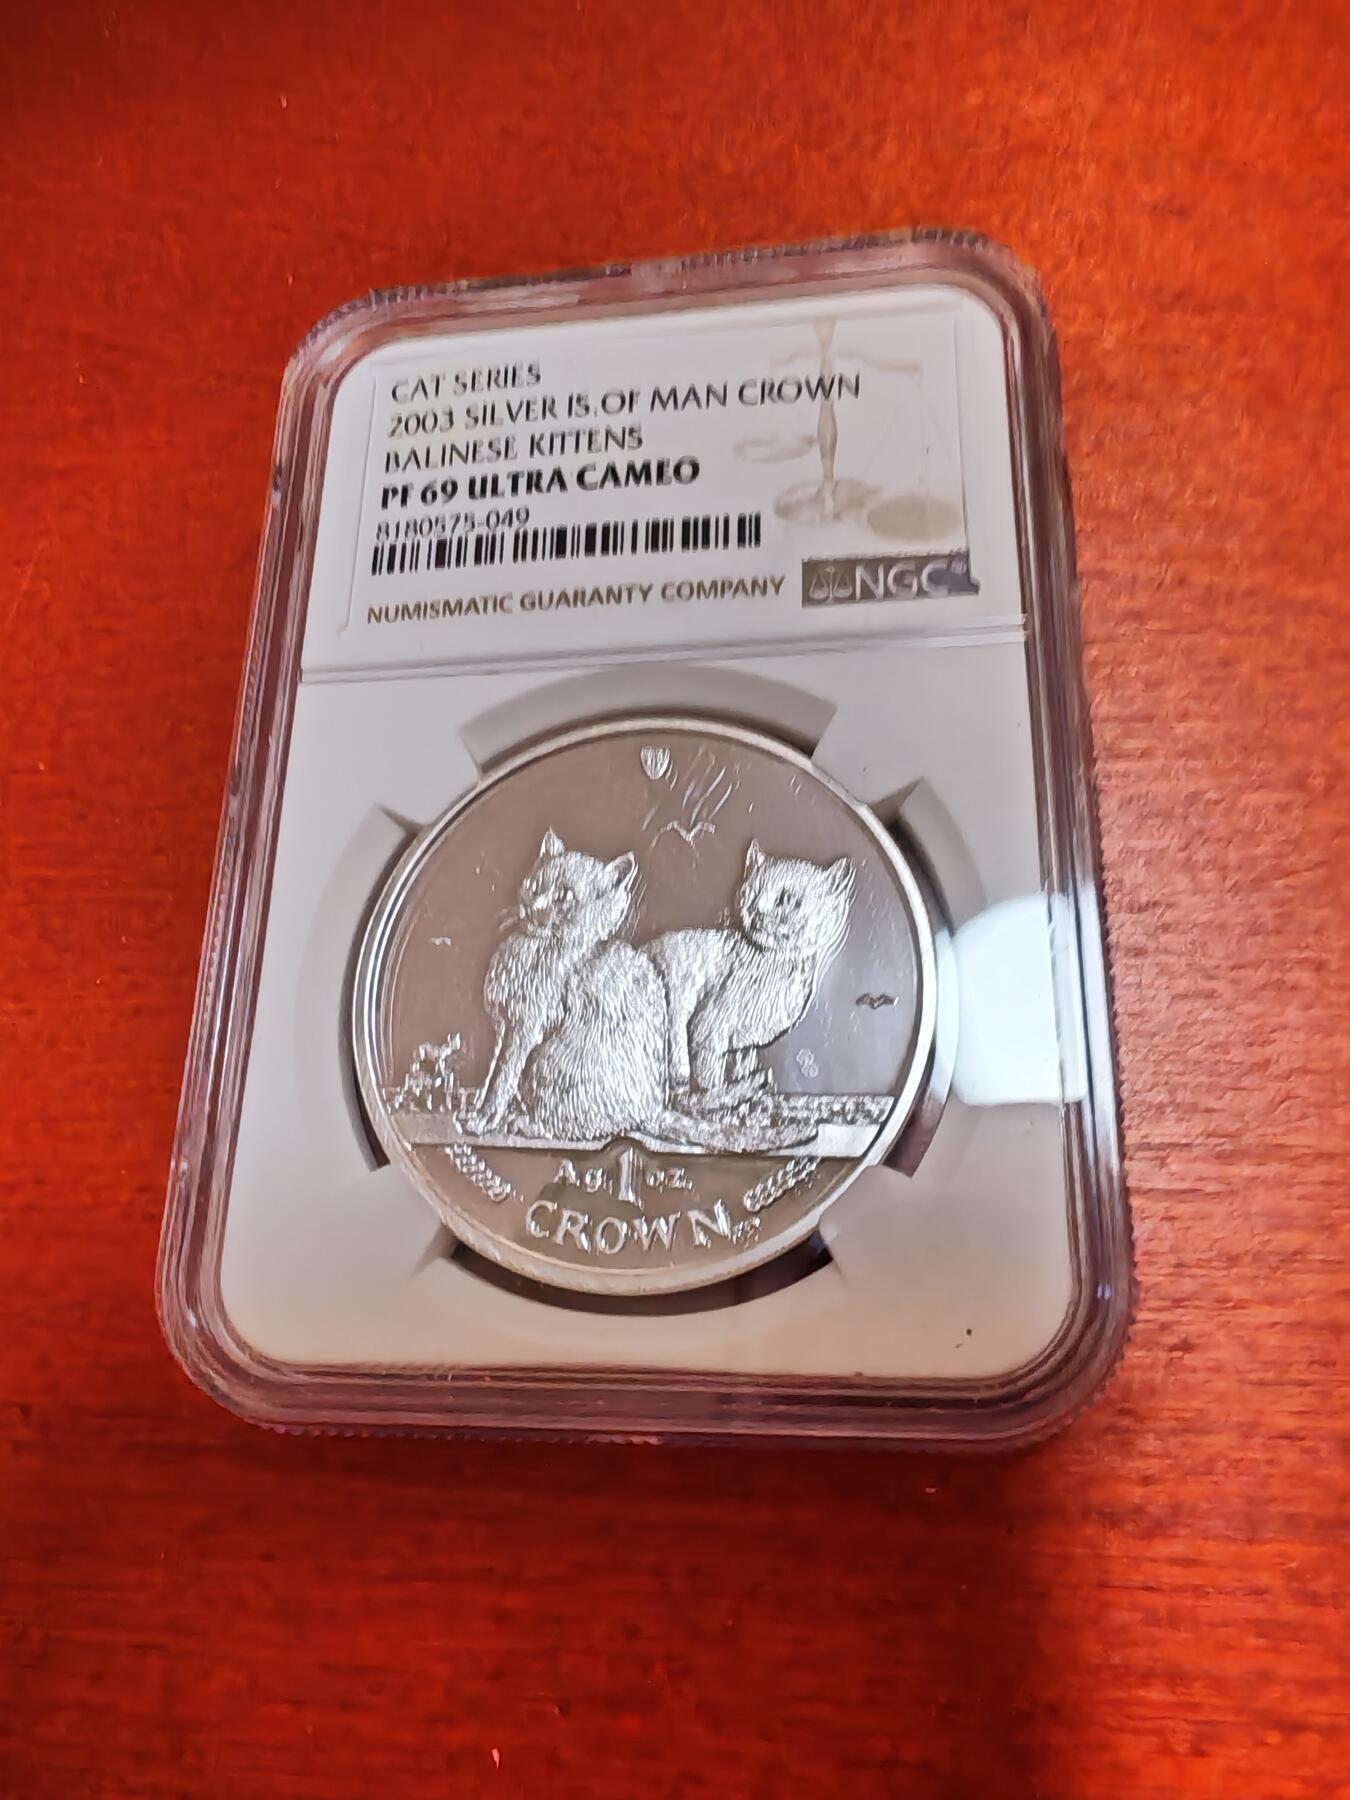 CAT SERIES
2003 SILVER IS.OF MAN CROWN
BALINESE KITTENS
PF 69 ULTRA CAMEO
8180575-049
NUMISMATIC GUARANTY COMPANY
NGC
Ag 1 oz.
CROWN